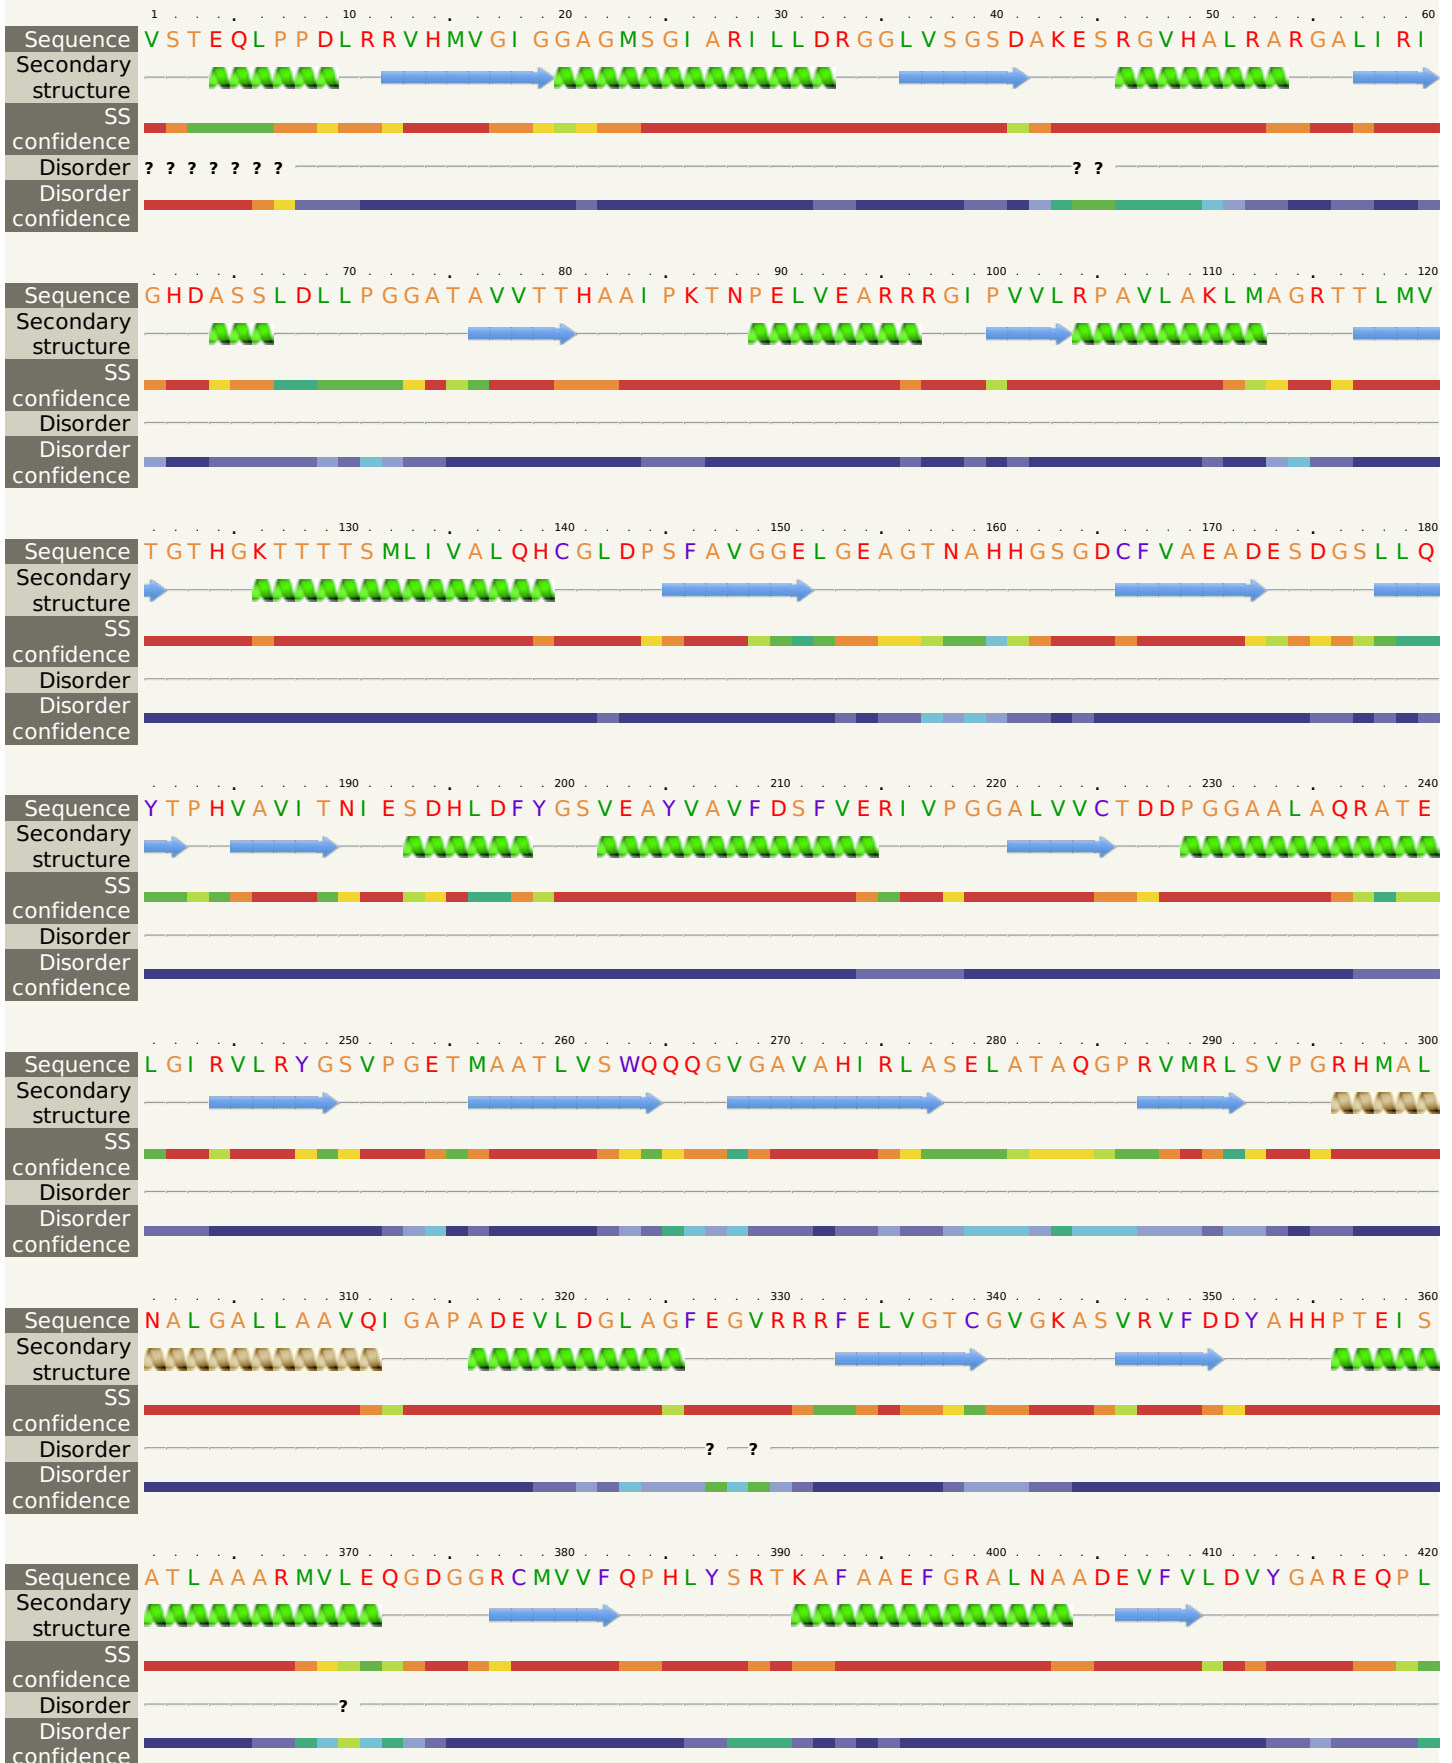 1 10 20 30 40 50 60
Sequence VSTEQLPPDLRRVHMVGIGGAGMSGIARILLDRGGLVSGSDAKESRGVHALRARGALIRI
Secondary
structure
SS
confidence
Disorder ? ? ? ? ? ? ? ? ?
Disorder
confidence
70 80 90 100 110 120
Sequence GHDASSLDLLPGGATAVVTTHAAIPKTNPELVEARRRGIPVVLRPAVLAKLMAGRTTLMV
Secondary
structure
SS
confidence
Disorder
Disorder
confidence
130 140 150 160 170 180
Sequence TGTHGKTTTTSMLIVALQHCGLDPSFAVGGELGEAGTNAHHGSGDCFVAEADESDGSLLQ
Secondary
structure
SS
confidence
Disorder
Disorder
confidence
190 200 210 220 230 240
Sequence YTPHVAVITNIESDHLDFYGSVEAYVAVFDSFVERIVPGGALVVCTDDPGGAALAQRATE
Secondary
structure
SS
confidence
Disorder
Disorder
confidence
250 260 270 280 290 300
Sequence LGIRVLRYGSVPGETMAATLVSWQQQGVGAVAHIRLASELATAQGPRVMRLSVPGRHMAL
Secondary
structure
SS
confidence
Disorder
Disorder
confidence
310 320 330 340 350 360
Sequence NALGALLAAVQIGAPADEVLDGLAGFEGVRRRFELVGTCGVGKASVRVFDDYAHHPTEIS
Secondary
structure
SS
confidence
Disorder ? ?
Disorder
confidence
370 380 390 400 410 420
Sequence ATLAAARMVLEQGDGGRCMVVFQPHLYSRTKAFAAEFGRALNAADEVFVLDVYGAREQPL
Secondary
structure
SS
confidence
Disorder ?
Disorder
confidence